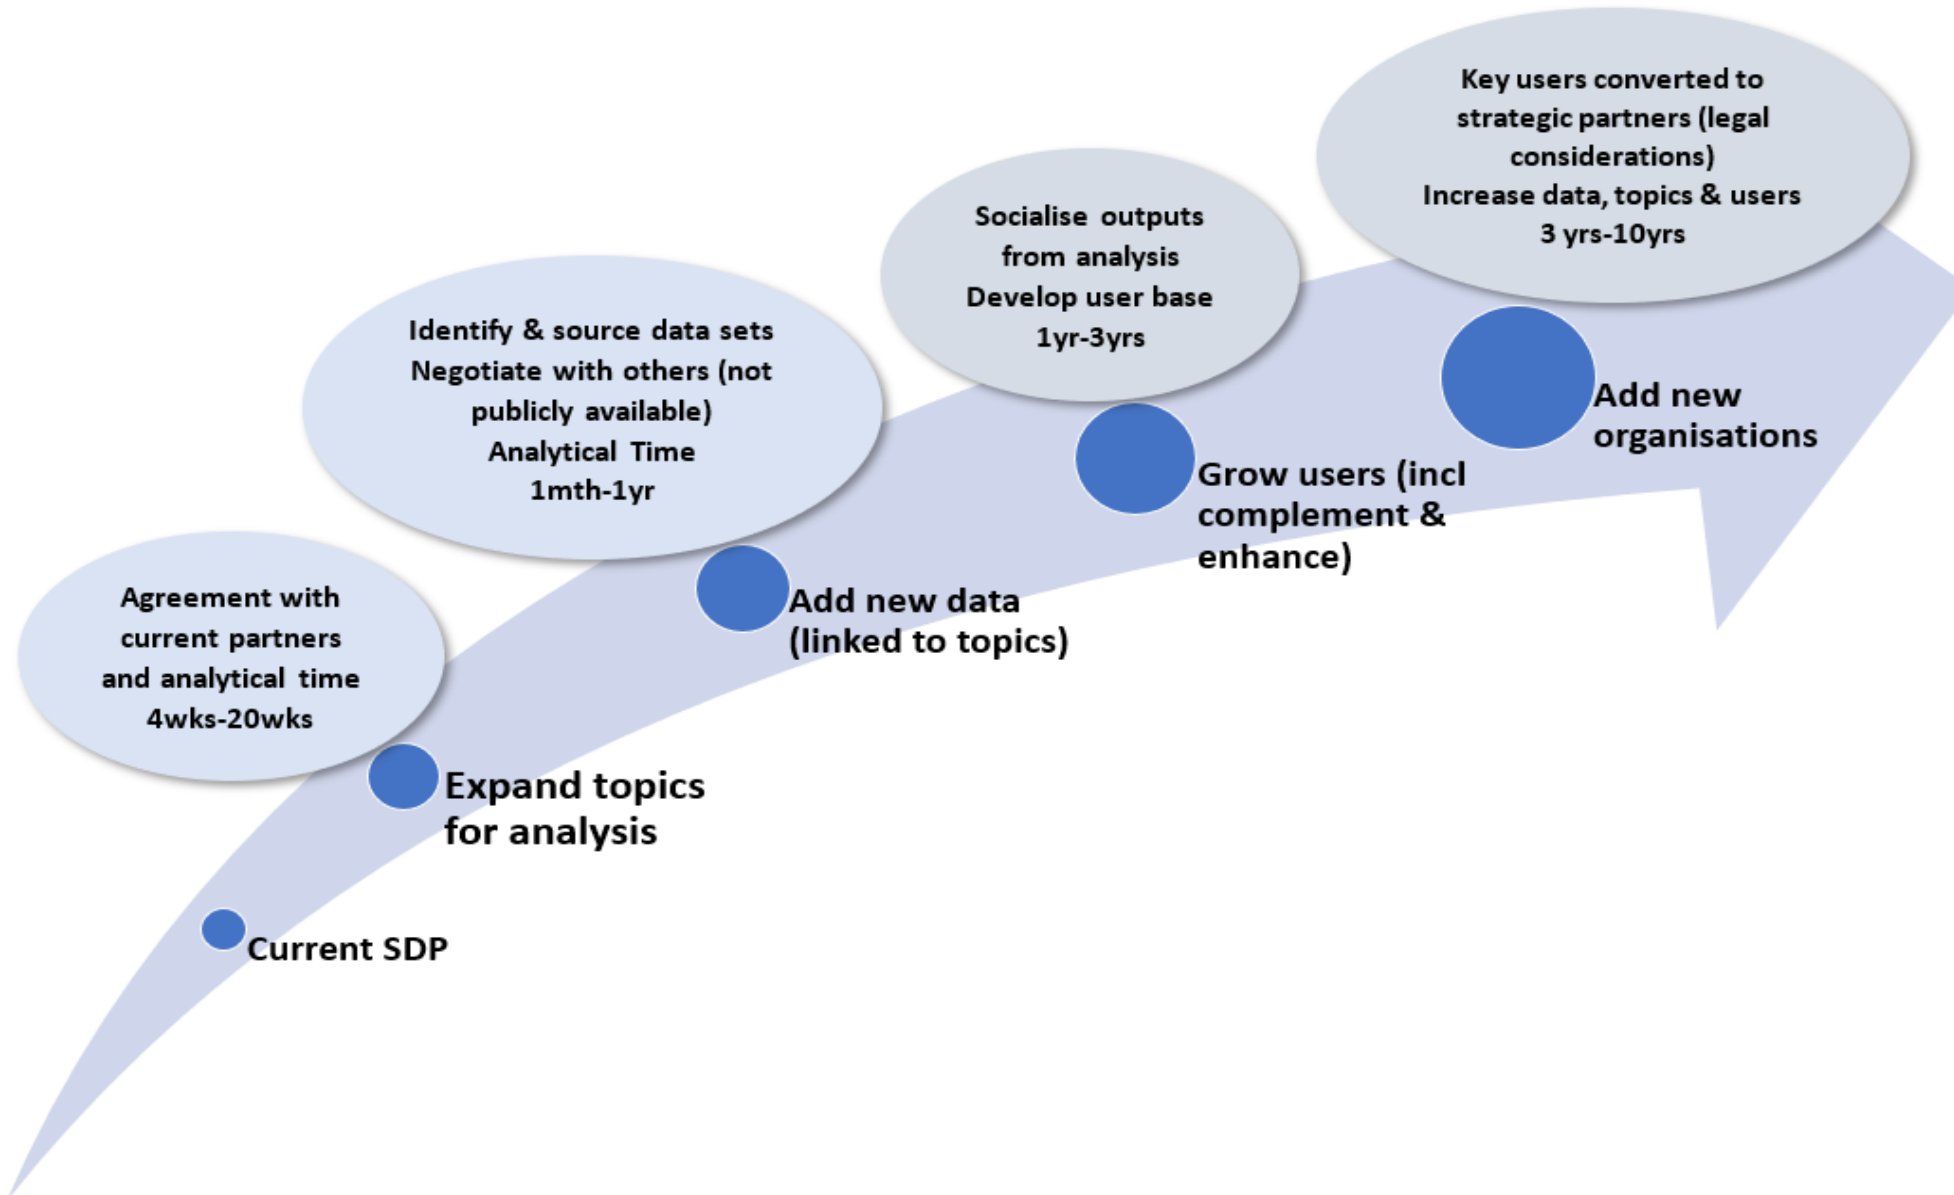 Key users converted to
strategic partners (legal
considerations)
Increase data, topics & users
3 yrs-10yrs
Socialise outputs
from analysis
Develop user base
1yr-3yrs
Identify & source data sets
Negotiate with others (not
publicly available)
Analytical Time
1mth-1yr
Agreement with
current partners
and analytical time
4wks-20wks
Add new
organisations
Grow users (incl
complement &
enhance)
Add new data
(linked to topics)
Expand topics
for analysis
Current SDP